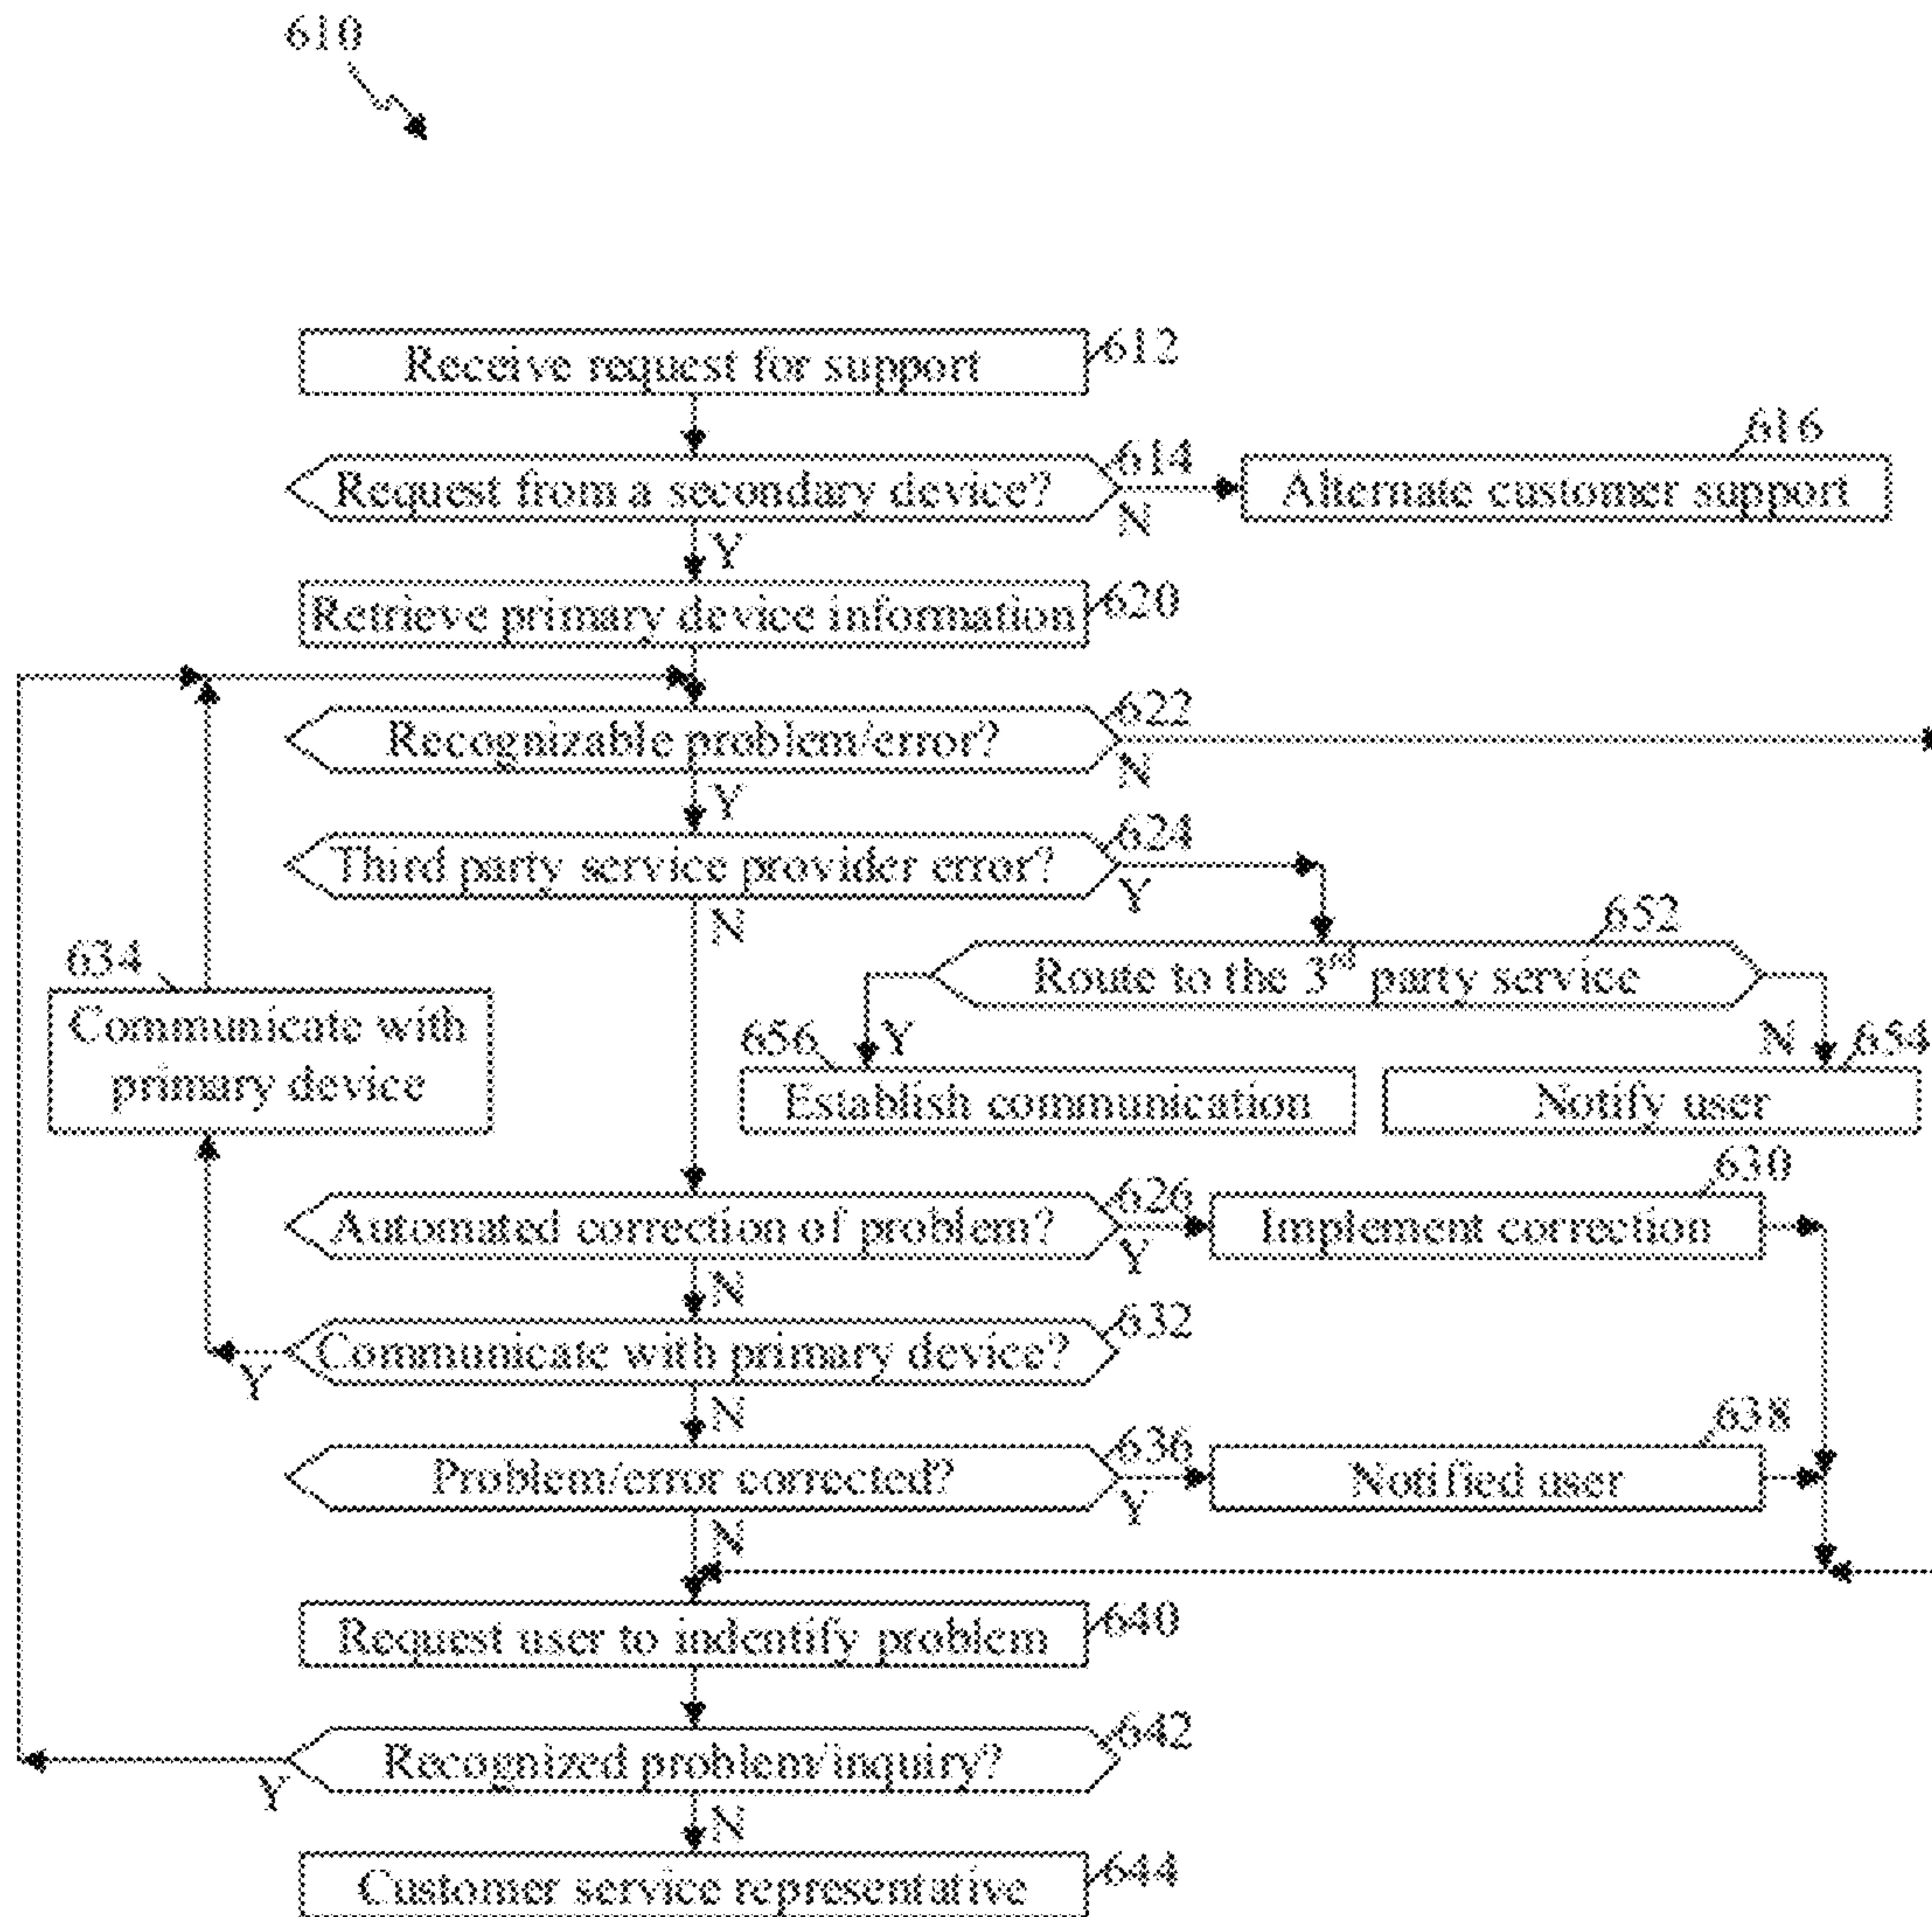 610
Receive request for support
612
Request from a secondary device?
614
N
616
Alternate customer support
Y
Retrieve primary device information
620
Recognizable problem/error?
622
N
Y
Third party service provider error?
624
Y
N
652
Route to the 3rd party service
634
Communicate with
primary device
656
Y
N
654
Establish communication
Notify user
630
Automated correction of problem?
626
Y
Implement correction
N
Communicate with primary device?
632
Y
N
638
Problem/error corrected?
636
Y
Notified user
N
Request user to indentify problem
640
Recognized problem/inquiry?
642
Y
N
Customer service representative
644